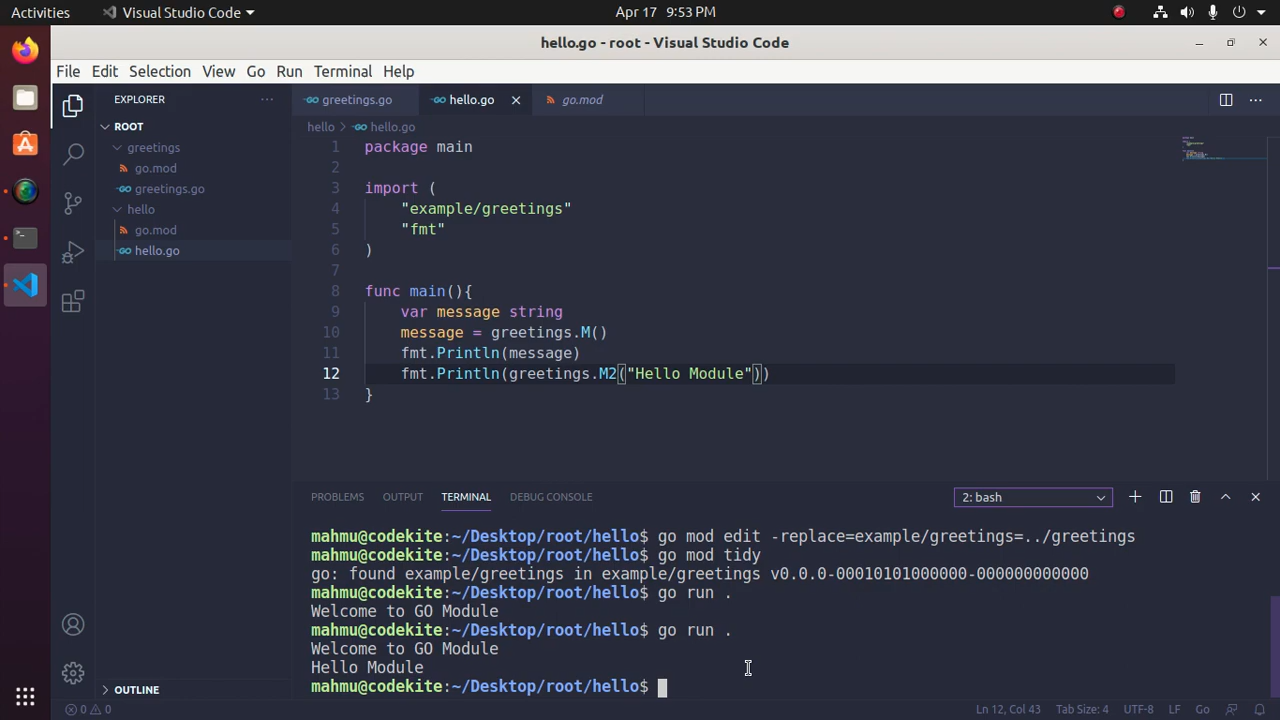 Activities
Visual Studio Code
Apr 17 9:53 PM
hello.go - root - Visual Studio Code
File Edit Selection View Go Run Terminal Help
EXPLORER
ROOT
greetings
go.mod
greetings.go
hello
go.mod
hello.go
OUTLINE
greetings.go
hello.go
go.mod
hello > hello.go
1 package main
2
3 import (
4 "example/greetings"
5 "fmt"
6 )
7
8 func main(){
9 var message string
10 message = greetings.M()
11 fmt.Println(message)
12 fmt.Println(greetings.M2("Hello Module"))
13 }
PROBLEMS OUTPUT TERMINAL DEBUG CONSOLE
2: bash
mahmu@codekite:~/Desktop/root/hello$ go mod edit -replace=example/greetings=../greetings
mahmu@codekite:~/Desktop/root/hello$ go mod tidy
go: found example/greetings in example/greetings v0.0.0-00010101000000-000000000000
mahmu@codekite:~/Desktop/root/hello$ go run .
Welcome to GO Module
mahmu@codekite:~/Desktop/root/hello$ go run .
Welcome to GO Module
Hello Module
mahmu@codekite:~/Desktop/root/hello$
0 0
Ln 12, Col 43 Tab Size: 4 UTF-8 LF Go